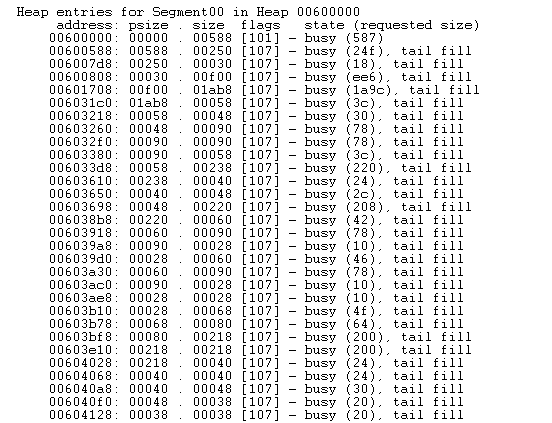 Heap entries for Segment00 in Heap 00600000
address: psize . size flags state (requested size)
00600000: 00000 . 00588 [101] - busy (587)
00600588: 00588 . 00250 [107] - busy (24f), tail fill
006007d8: 00250 . 00030 [107] - busy (18), tail fill
00600808: 00030 . 00f00 [107] - busy (ee6), tail fill
00601708: 00f00 . 01ab8 [107] - busy (1a9c), tail fill
006031c0: 01ab8 . 00058 [107] - busy (3c), tail fill
00603218: 00058 . 00048 [107] - busy (30), tail fill
00603260: 00048 . 00090 [107] - busy (78), tail fill
006032f0: 00090 . 00090 [107] - busy (78), tail fill
00603380: 00090 . 00058 [107] - busy (3c), tail fill
006033d8: 00058 . 00238 [107] - busy (220), tail fill
00603610: 00238 . 00040 [107] - busy (24), tail fill
00603650: 00040 . 00048 [107] - busy (2c), tail fill
00603698: 00048 . 00220 [107] - busy (208), tail fill
006038b8: 00220 . 00060 [107] - busy (42), tail fill
00603918: 00060 . 00090 [107] - busy (78), tail fill
006039a8: 00090 . 00028 [107] - busy (10), tail fill
006039d0: 00028 . 00060 [107] - busy (46), tail fill
00603a30: 00060 . 00090 [107] - busy (78), tail fill
00603ac0: 00090 . 00028 [107] - busy (10), tail fill
00603ae8: 00028 . 00028 [107] - busy (10), tail fill
00603b10: 00028 . 00068 [107] - busy (4f), tail fill
00603b78: 00068 . 00080 [107] - busy (64), tail fill
00603bf8: 00080 . 00218 [107] - busy (200), tail fill
00603e10: 00218 . 00218 [107] - busy (200), tail fill
00604028: 00218 . 00040 [107] - busy (24), tail fill
00604068: 00040 . 00040 [107] - busy (24), tail fill
006040a8: 00040 . 00048 [107] - busy (30), tail fill
006040f0: 00048 . 00038 [107] - busy (20), tail fill
00604128: 00038 . 00038 [107] - busy (20), tail fill